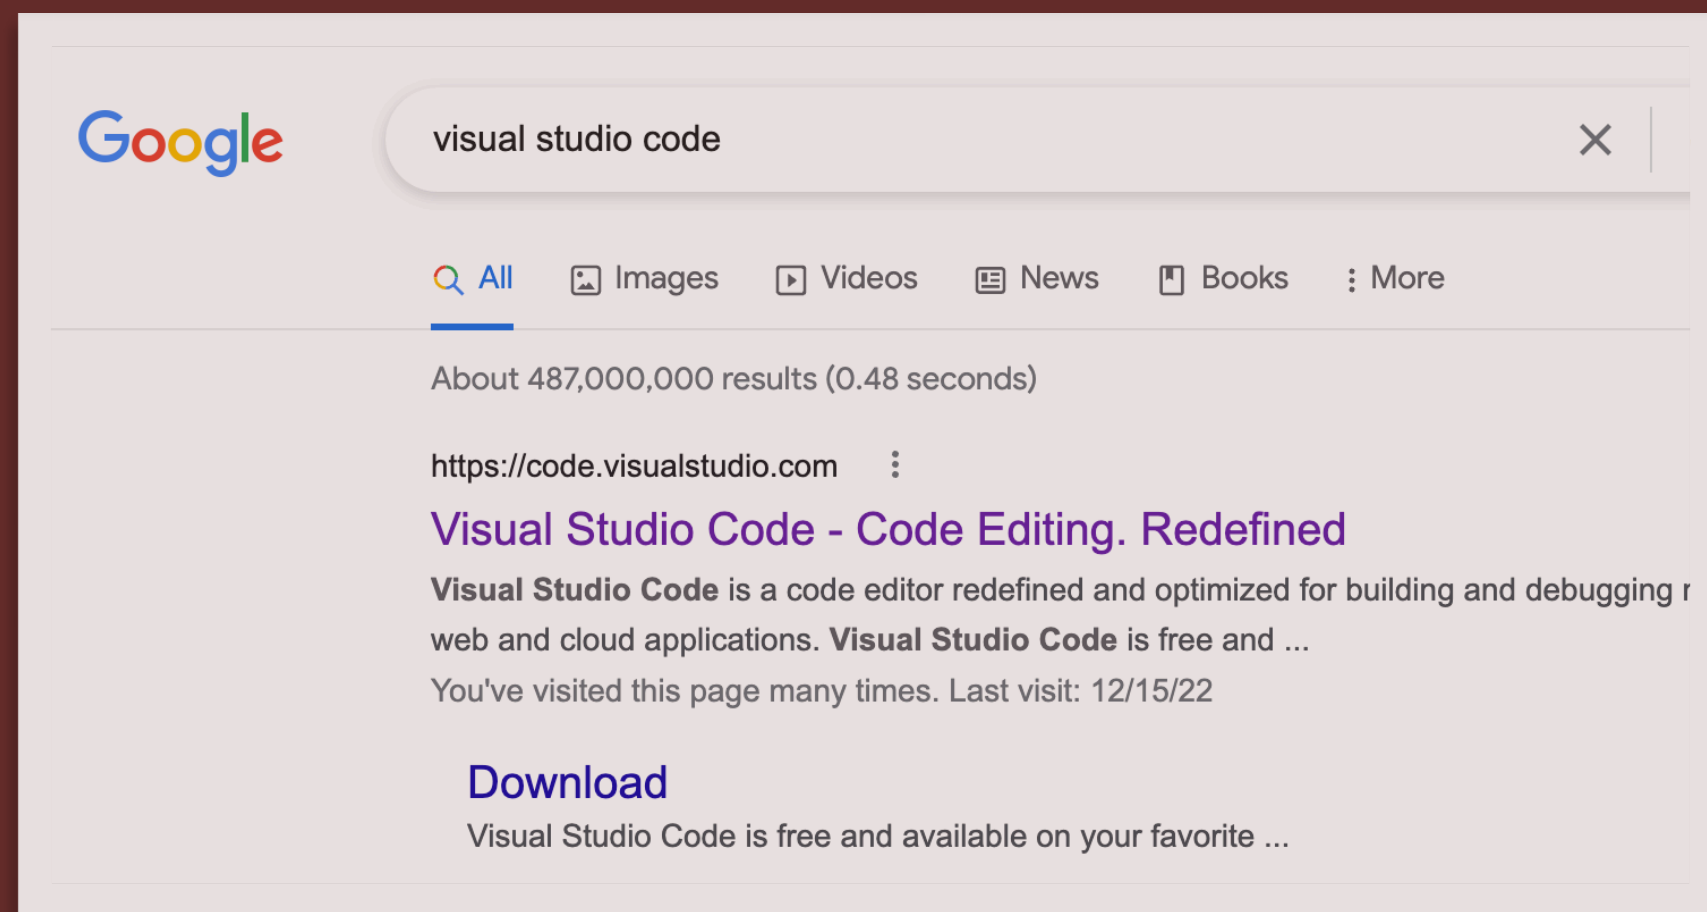 Google
visual studio code
All Images Videos News Books More
About 487,000,000 results (0.48 seconds)
https://code.visualstudio.com
Visual Studio Code - Code Editing. Redefined
Visual Studio Code is a code editor redefined and optimized for building and debugging
web and cloud applications. Visual Studio Code is free and ...
You've visited this page many times. Last visit: 12/15/22
Download
Visual Studio Code is free and available on your favorite ...